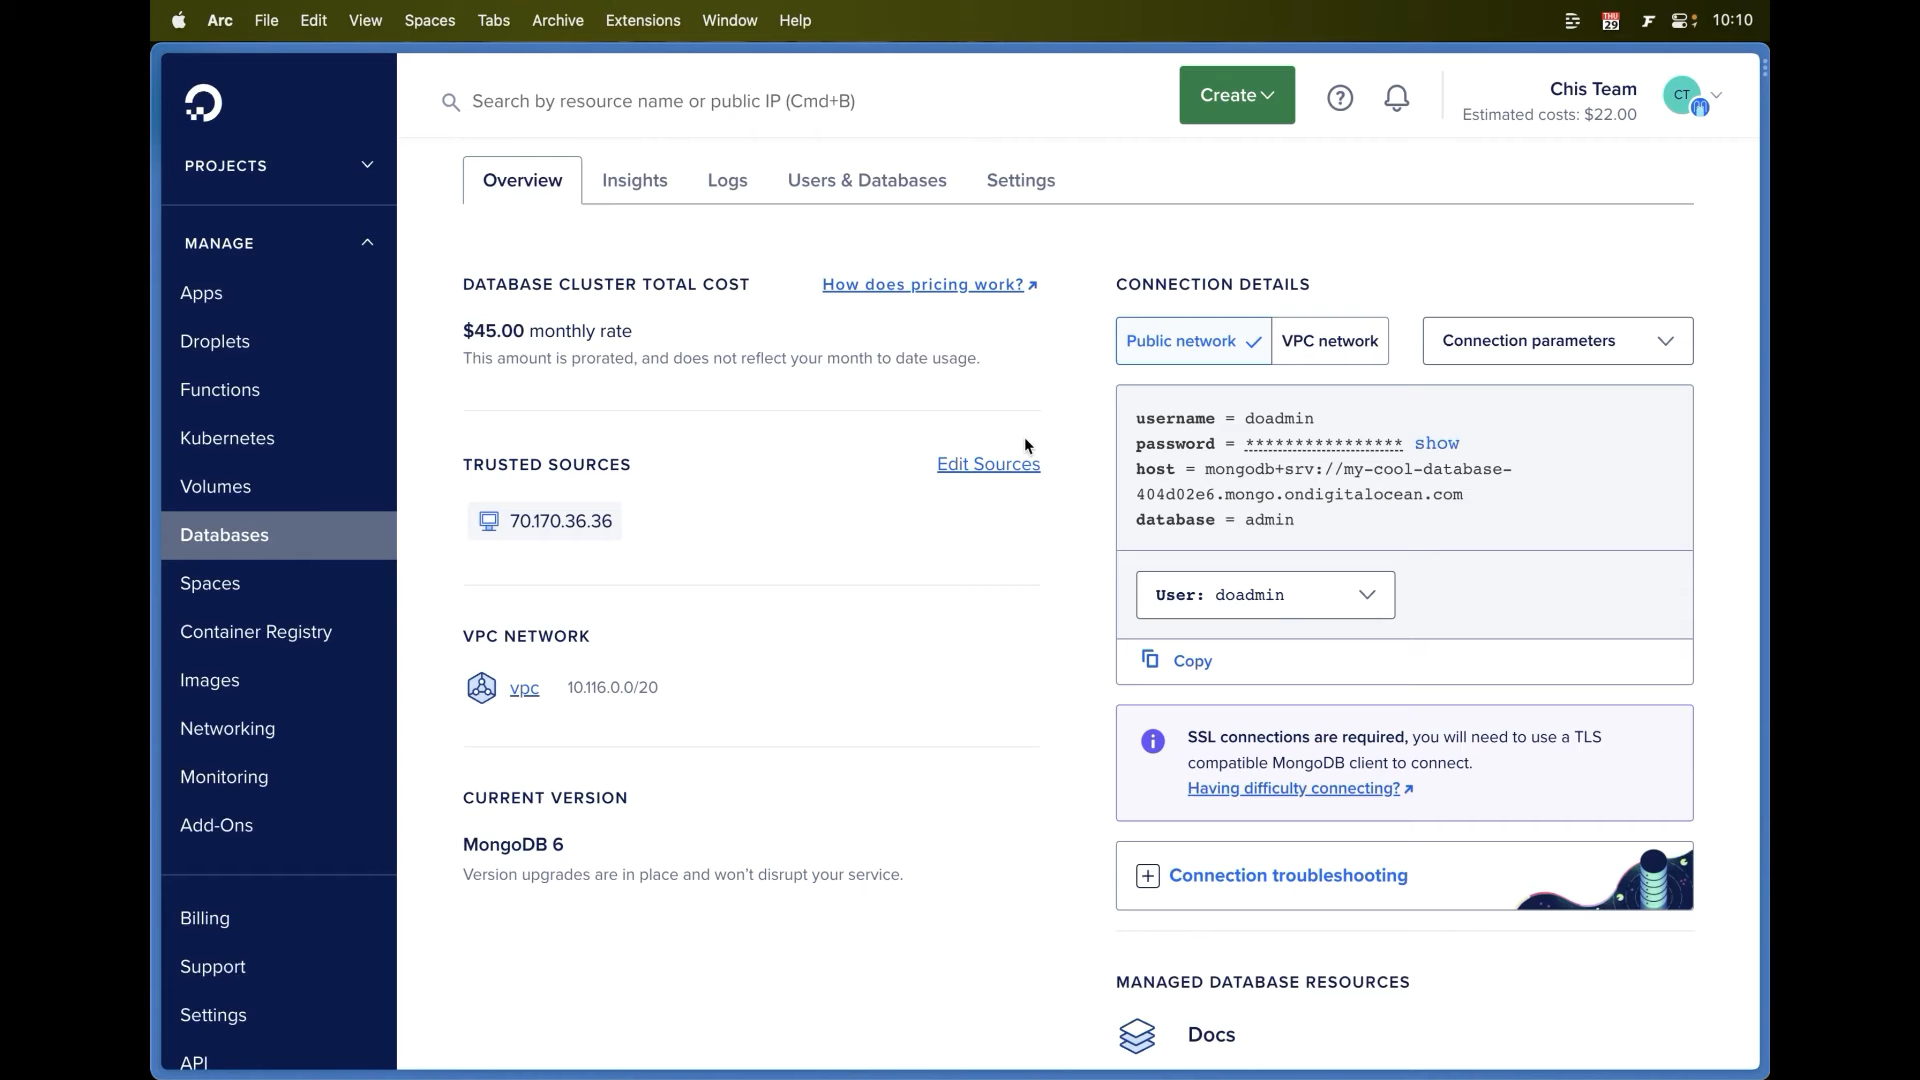 Arc File Edit View Spaces Tabs Archive Extensions Window Help
THU
29
10:10
Search by resource name or public IP (Cmd+B)
Create
Chis Team
Estimated costs: $22.00
CT
PROJECTS
MANAGE
Apps
Droplets
Functions
Kubernetes
Volumes
Databases
Spaces
Container Registry
Images
Networking
Monitoring
Add-Ons
Billing
Support
Settings
API
Overview Insights Logs Users & Databases Settings
DATABASE CLUSTER TOTAL COST
How does pricing work?
$45.00 monthly rate
This amount is prorated, and does not reflect your month to date usage.
TRUSTED SOURCES
Edit Sources
70.170.36.36
VPC NETWORK
vpc 10.116.0.0/20
CURRENT VERSION
MongoDB 6
Version upgrades are in place and won't disrupt your service.
CONNECTION DETAILS
Public network VPC network Connection parameters
username = doadmin
password = **************** show
host = mongodb+srv://my-cool-database-
404d02e6.mongo.ondigitalocean.com
database = admin
User: doadmin
Copy
SSL connections are required, you will need to use a TLS
compatible MongoDB client to connect.
Having difficulty connecting?
Connection troubleshooting
MANAGED DATABASE RESOURCES
Docs